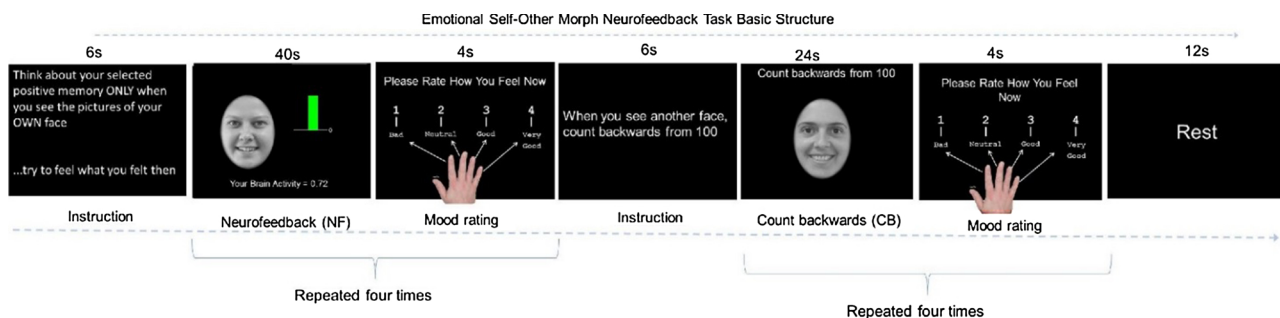 Emotional Self-Other Morph Neurofeedback Task Basic Structure
6s
40s
4s
6s
24s
4s
12s
Think about your selected
positive memory ONLY when
you see the pictures of your
OWN face
...try to feel what you felt then
0
Your Brain Activity = 0.72
Please Rate How You Feel Now
1 2 3 4
Bad Neutral Good Very
Good
When you see another face,
count backwards from 100
Count backwards from 100
Please Rate How You Feel
Now
1 2 3 4
Bad Neutral Good Very
Good
Rest
Instruction
Neurofeedback (NF)
Mood rating
Instruction
Count backwards (CB)
Mood rating
Repeated four times
Repeated four times